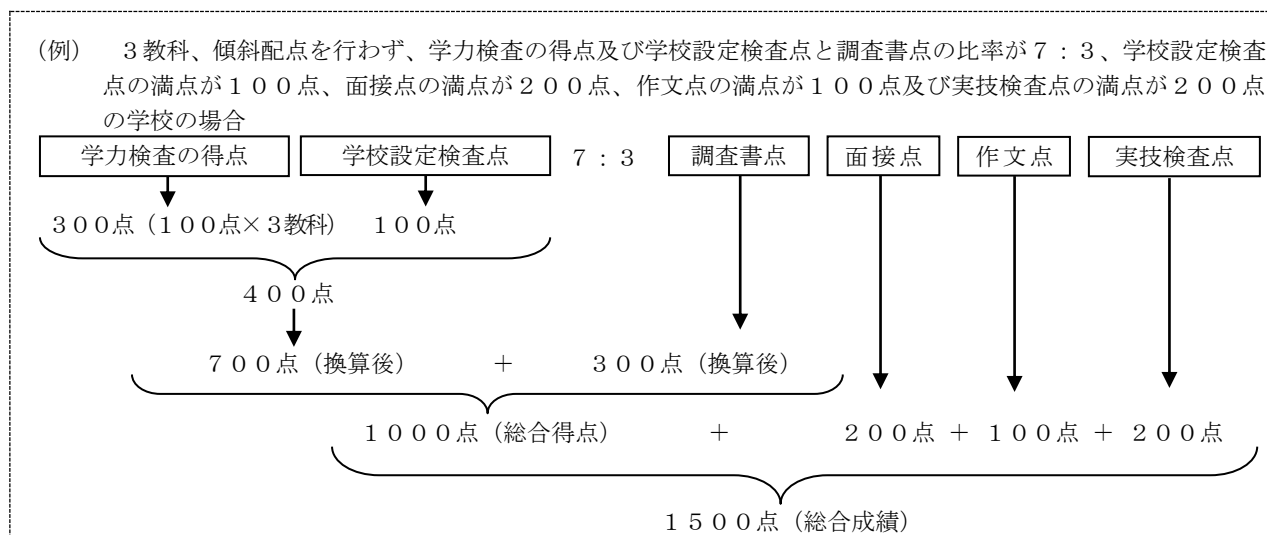 (例)　３教科、傾斜配点を行わず、学力検査の得点及び学校設定検査点と調査書点の比率が７：３、学校設定検査
点の満点が１００点、面接点の満点が２００点、作文点の満点が１００点及び実技検査点の満点が２００点
の学校の場合
学力検査の得点　学校設定検査点　７：３　調査書点　面接点　作文点　実技検査点
３００点（１００点×３教科）　１００点
４００点
７００点（換算後）　＋　３００点（換算後）
１０００点（総合得点）　＋　２００点 ＋ １００点 ＋ ２００点
１５００点（総合成績）